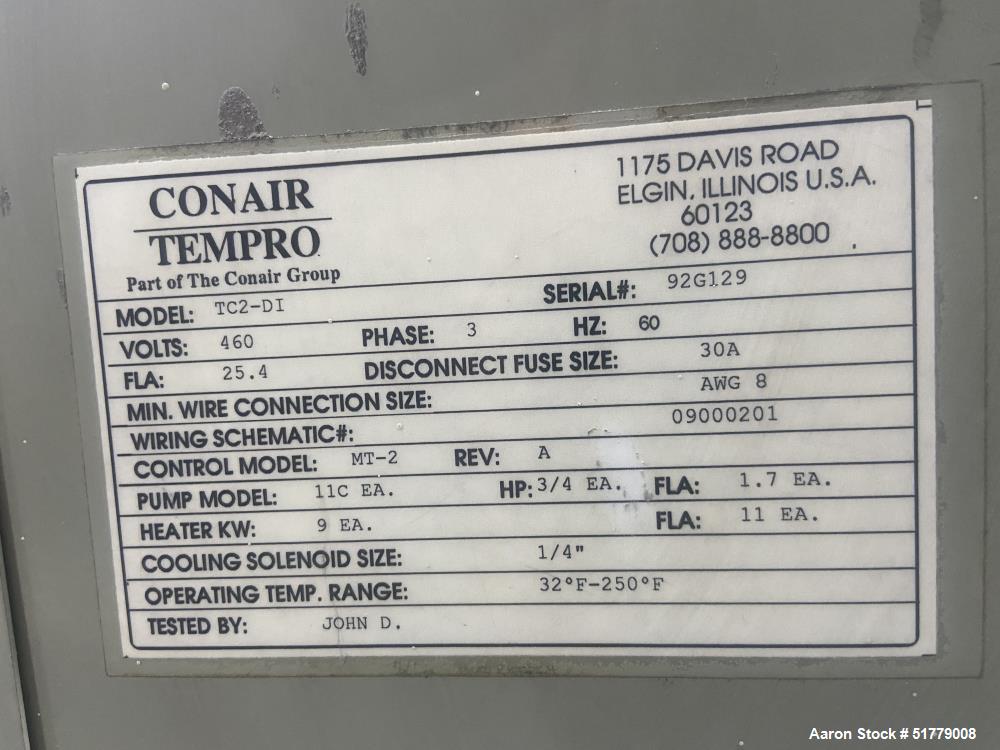 CONAIR
TEMPRO
Part of The Conair Group
1175 DAVIS ROAD
ELGIN, ILLINOIS U.S.A.
60123
(708) 888-8800
MODEL: TC2-DI SERIAL#: 92G129
VOLTS: 460 PHASE: 3 HZ: 60
FLA: 25.4 DISCONNECT FUSE SIZE: 30A
MIN. WIRE CONNECTION SIZE: AWG 8
WIRING SCHEMATIC#: 09000201
CONTROL MODEL: MT-2 REV: A
PUMP MODEL: 11C EA. HP: 3/4 EA. FLA: 1.7 EA.
HEATER KW: 9 EA. FLA: 11 EA.
COOLING SOLENOID SIZE: 1/4"
OPERATING TEMP. RANGE: 32°F-250°F
TESTED BY: JOHN D.
Aaron Stock # 51779008